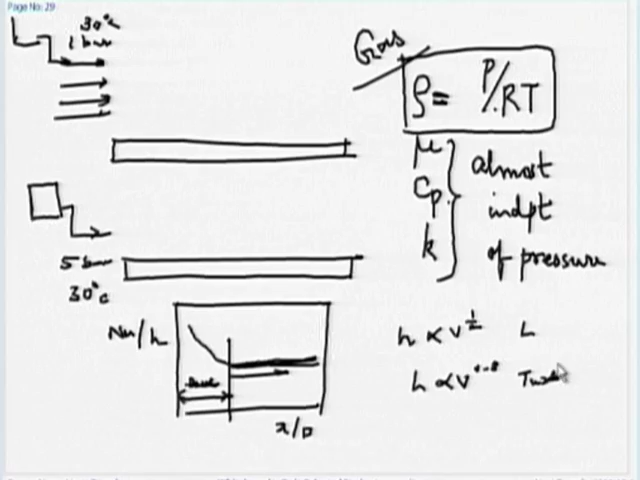 Page No: 29
30°c
1 bar
Gas
ρ = P/RT
μ
Cp
k
almost
indpt
of pressure
5 bar
30°c
Nu/h
x/D
h ∝ v^1/2 L
h ∝ v^0.8